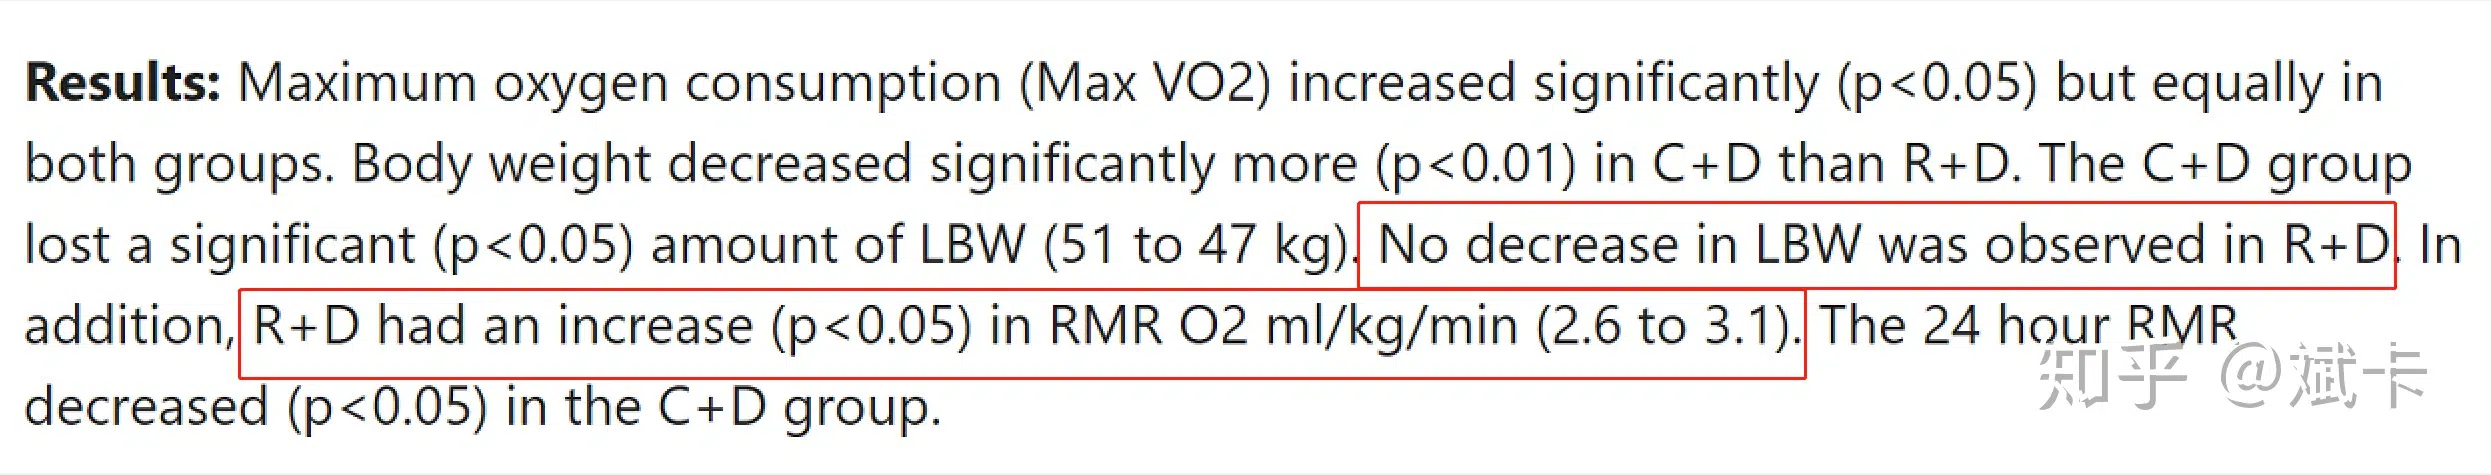 Results: Maximum oxygen consumption (Max VO2) increased significantly (p<0.05) but equally in
both groups. Body weight decreased significantly more (p<0.01) in C+D than R+D. The C+D group
lost a significant (p<0.05) amount of LBW (51 to 47 kg). No decrease in LBW was observed in R+D. In
addition, R+D had an increase (p<0.05) in RMR O2 ml/kg/min (2.6 to 3.1). The 24 hour RMR
decreased (p<0.05) in the C+D group.
知乎 @斌卡